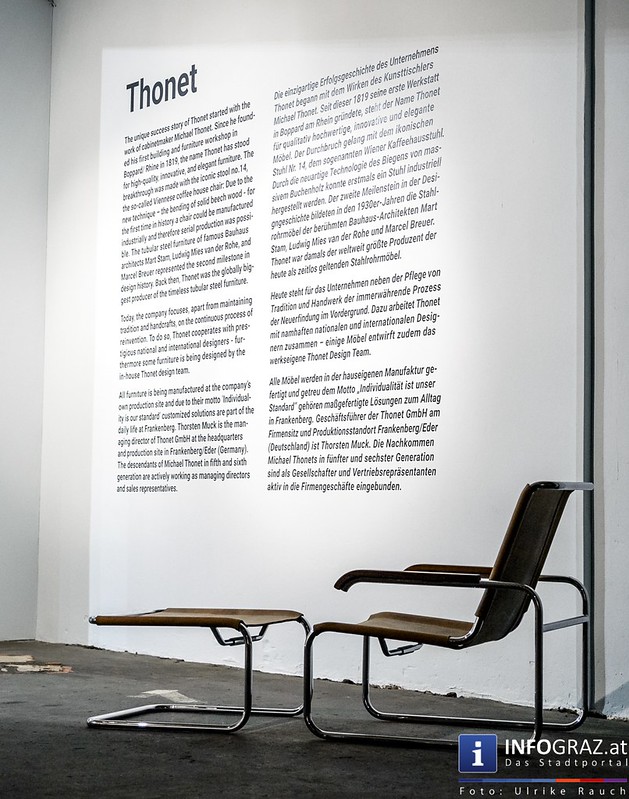 Thonet
The unique success story of Thonet started with the
work of cabinetmaker Michael Thonet. Since he found-
ed his first building and furniture workshop in
Boppard/ Rhine in 1819, the name Thonet has stood
for high-quality, innovative, and elegant furniture. The
breakthrough was made with the iconic stool no.14,
the so-called Viennese coffee house chair: Due to the
new technique – the bending of solid beech wood - for
the first time in history a chair could be manufactured
industrially and therefore serial production was possi-
ble. The tubular steel furniture of famous Bauhaus
architects Mart Stam, Ludwig Mies van der Rohe, and
Marcel Breuer represented the second milestone in
design history. Back then, Thonet was the globally big-
gest producer of the timeless tubular steel furniture.
Today, the company focuses, apart from maintaining
tradition and handcrafts, on the continuous process of
reinvention. To do so, Thonet cooperates with pres-
tigious national and international designers - fur-
thermore some furniture is being designed by the
in-house Thonet design team.
All furniture is being manufactured at the company's
own production site and due to their motto 'Individual-
ity is our standard' customized solutions are part of the
daily life at Frankenberg. Thorsten Muck is the ma-
naging director of Thonet GmbH at the headquarters
and production site in Frankenberg/Eder (Germany).
The descendants of Michael Thonet in fifth and sixth
generation are actively working as managing directors
and sales representatives.
Die einzigartige Erfolgsgeschichte des Unternehmens
Thonet begann mit dem Wirken des Kunsttischlers
Michael Thonet. Seit dieser 1819 seine erste Werkstatt
in Boppard am Rhein gründete, steht der Name Thonet
für qualitativ hochwertige, innovative und elegante
Möbel. Der Durchbruch gelang mit dem ikonischen
Stuhl Nr. 14, dem sogenannten Wiener Kaffeehausstuhl.
Durch die neuartige Technologie des Biegens von mas-
sivem Buchenholz konnte erstmals ein Stuhl industriell
hergestellt werden. Der zweite Meilenstein in der Desi-
gngeschichte bildeten in den 1930er-Jahren die Stahl-
rohrmöbel der berühmten Bauhaus-Architekten Mart
Stam, Ludwig Mies van der Rohe und Marcel Breuer.
Thonet war damals der weltweit größte Produzent der
heute als zeitlos geltenden Stahlrohrmöbel.
Heute steht für das Unternehmen neben der Pflege von
Tradition und Handwerk der immerwährende Prozess
der Neuerfindung im Vordergrund. Dazu arbeitet Thonet
mit namhaften nationalen und internationalen Desig-
nern zusammen – einige Möbel entwirft zudem das
werkseigene Thonet Design Team.
Alle Möbel werden in der hauseigenen Manufaktur ge-
fertigt und getreu dem Motto „Individualität ist unser
Standard" gehören maßgefertigte Lösungen zum Alltag
in Frankenberg. Geschäftsführer der Thonet GmbH am
Firmensitz und Produktionsstandort Frankenberg/Eder
(Deutschland) ist Thorsten Muck. Die Nachkommen
Michael Thonets in fünfter und sechster Generation
sind als Gesellschafter und Vertriebsrepräsentanten
aktiv in die Firmengeschäfte eingebunden.
i INFOGRAZ.at
Das Stadtportal
Foto: Ulrike Rauch